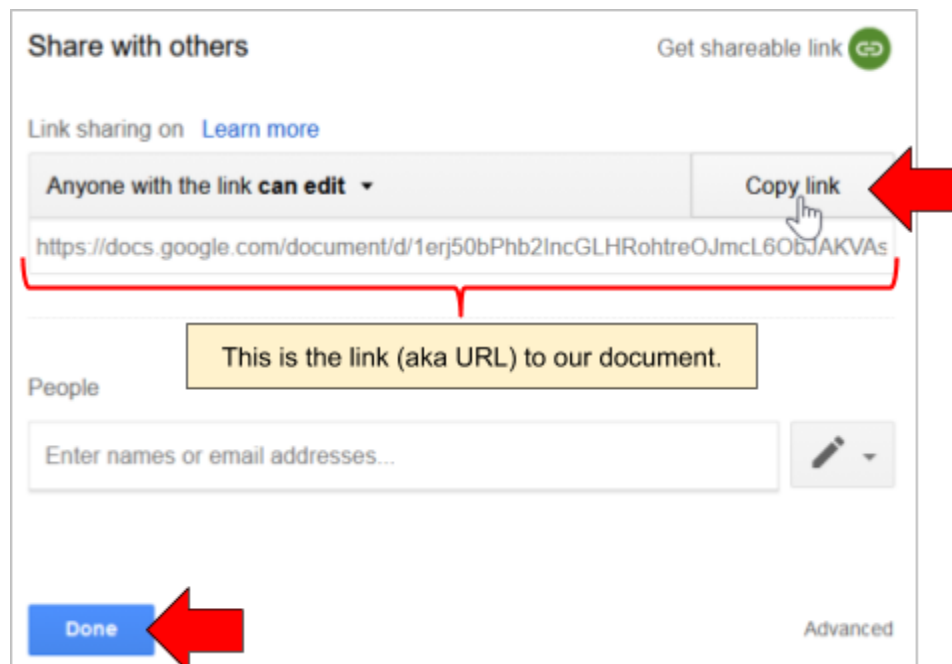 Share with others
Get shareable link
Link sharing on Learn more
Anyone with the link can edit
Copy link
https://docs.google.com/document/d/1erj50bPhb2IncGLHRohtreOJmcL6ObJAKVAs
This is the link (aka URL) to our document.
People
Enter names or email addresses...
Done
Advanced